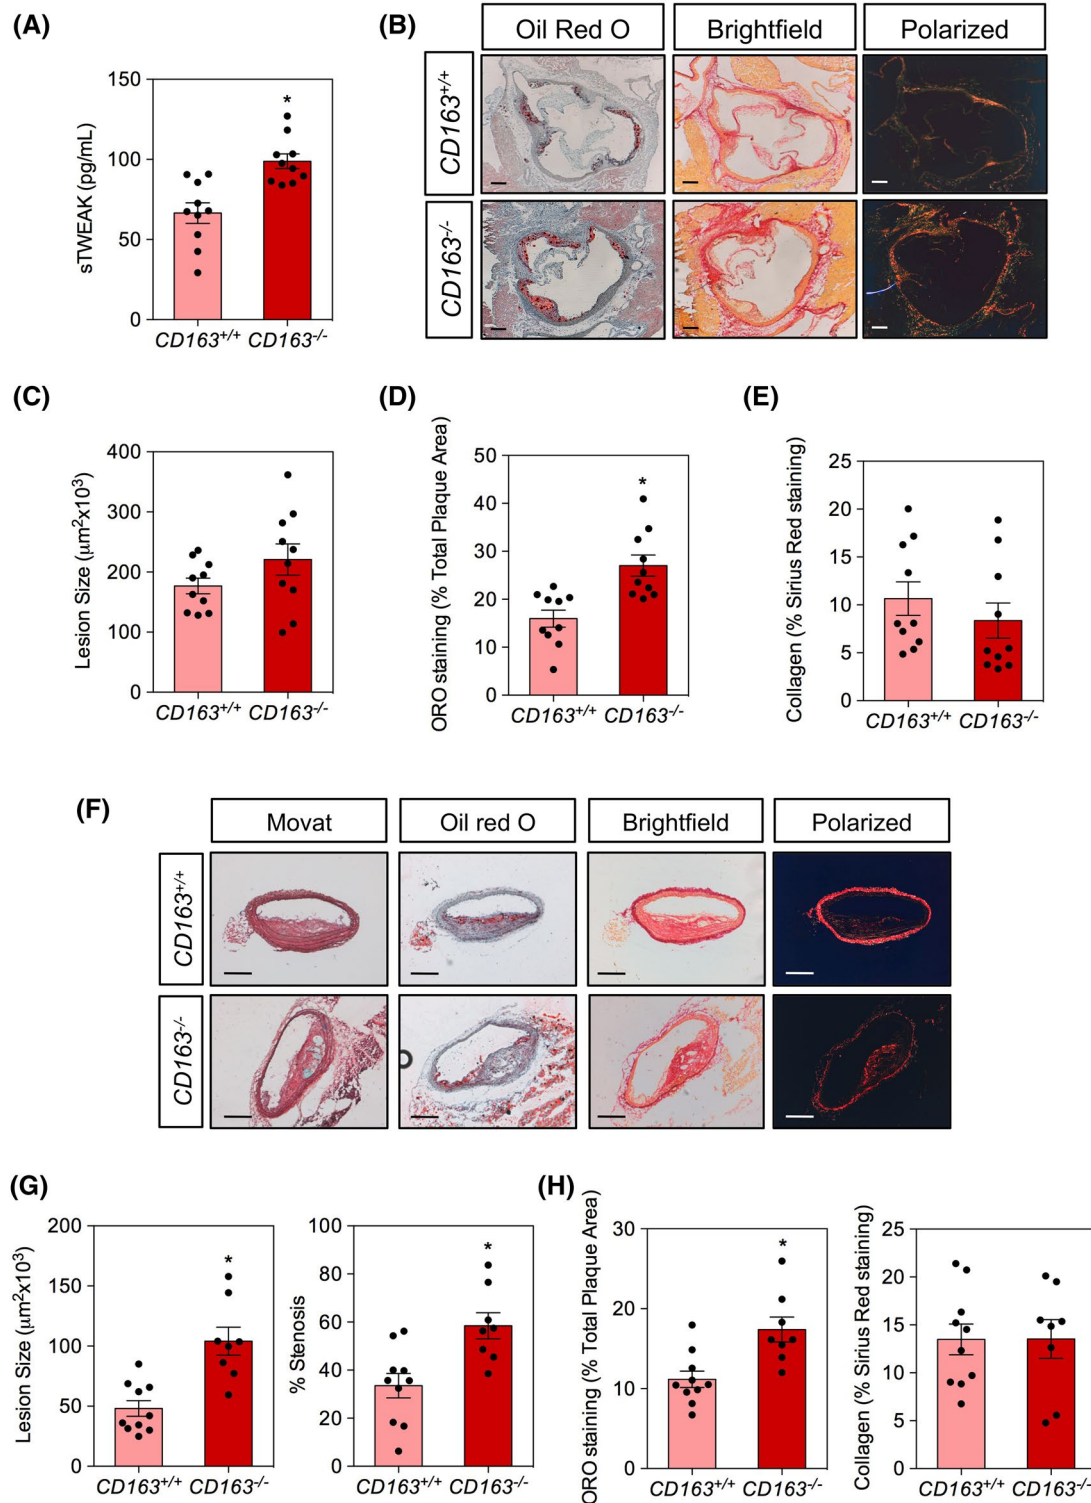 (A)
150
100
50
0
sTWEAK (pg/mL)
*
CD163+/+ CD163-/-
(B)
Oil Red O Brightfield Polarized
CD163+/+
CD163-/-
(C)
400
300
200
100
0
Lesion Size (μm²x10³)
CD163+/+ CD163-/-
(D)
50
40
30
20
10
0
ORO staining (% Total Plaque Area)
*
CD163+/+ CD163-/-
(E)
25
20
15
10
5
0
Collagen (% Sirius Red staining)
CD163+/+ CD163-/-
(F)
Movat Oil red O Brightfield Polarized
CD163+/+
CD163-/-
(G)
200
150
100
50
0
Lesion Size (μm²x10³)
*
CD163+/+ CD163-/-
100
80
60
40
20
0
% Stenosis
*
CD163+/+ CD163-/-
(H)
30
20
10
0
ORO staining (% Total Plaque Area)
*
CD163+/+ CD163-/-
25
20
15
10
5
0
Collagen (% Sirius Red staining)
CD163+/+ CD163-/-